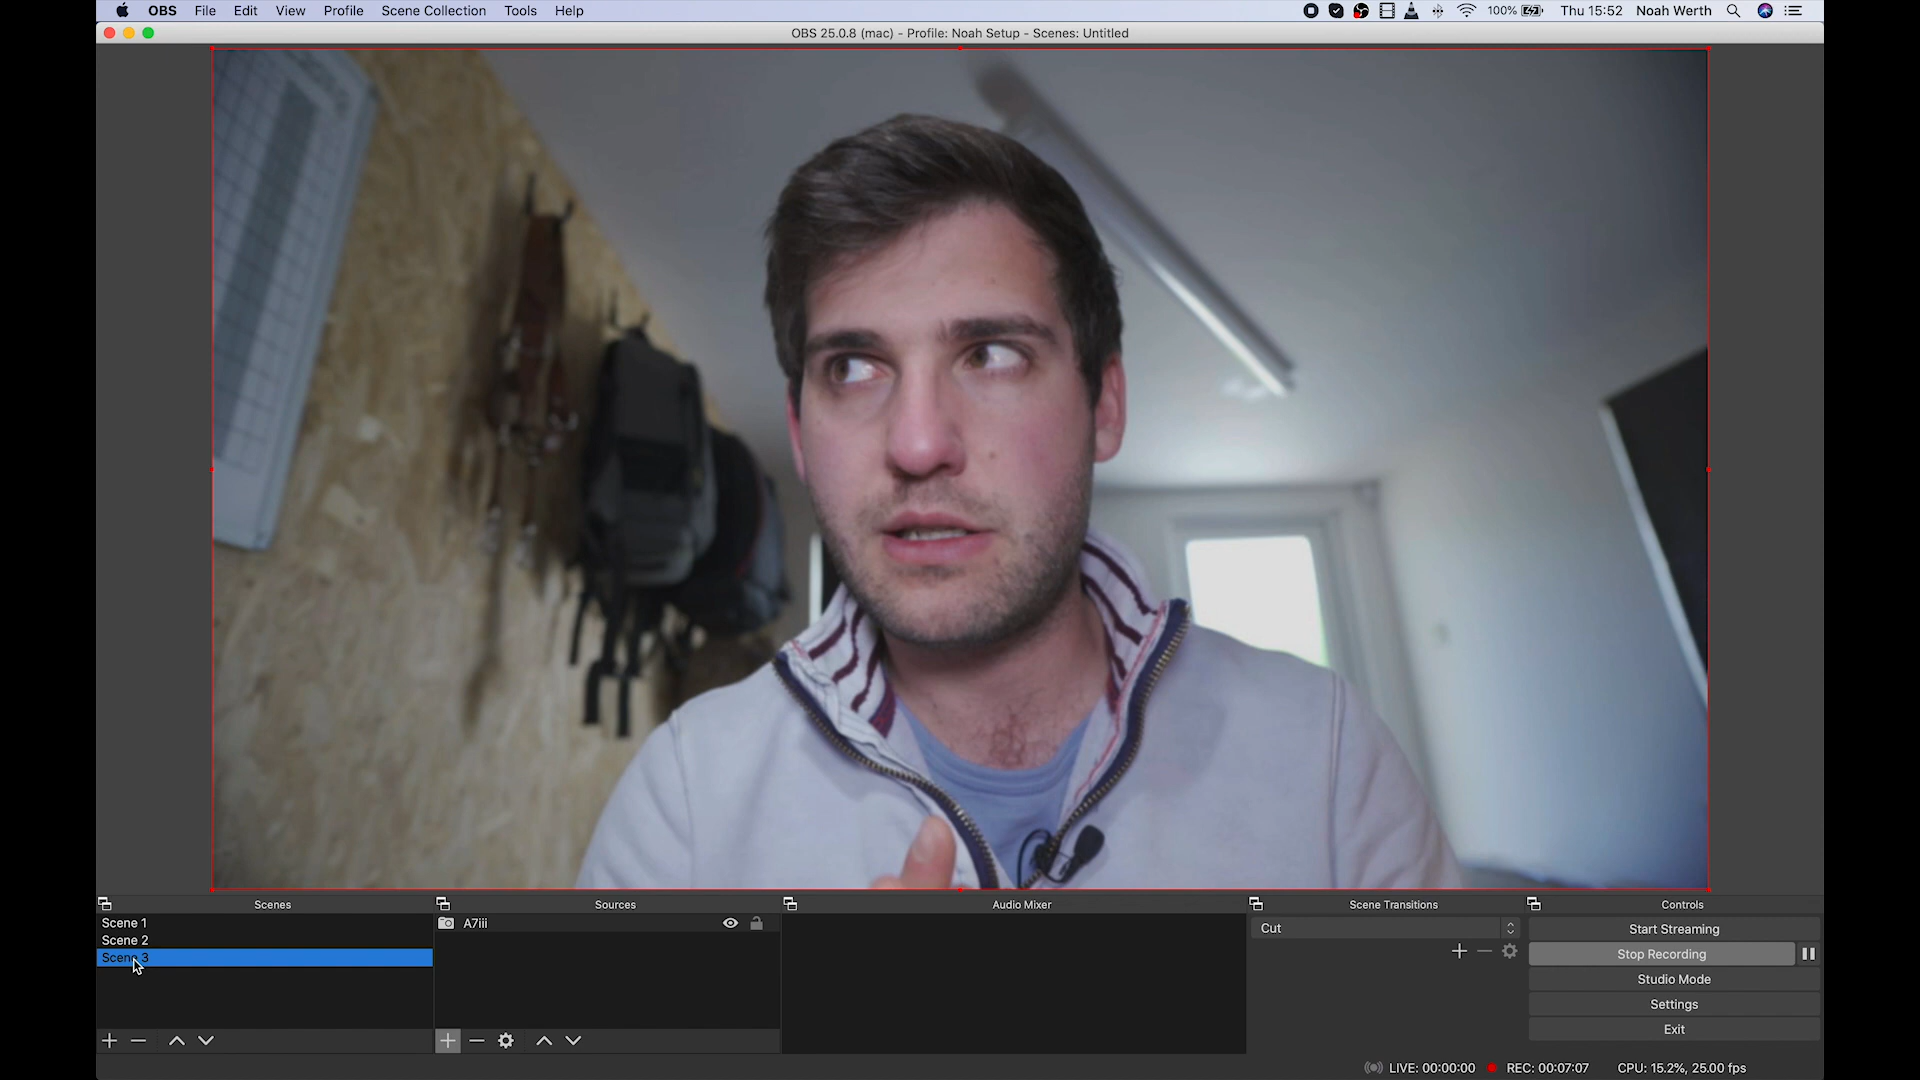 OBS File Edit View Profile Scene Collection Tools Help 100% Thu 15:52 Noah Werth
OBS 25.0.8 (mac) - Profile: Noah Setup - Scenes: Untitled
Scenes Sources Audio Mixer Scene Transitions Controls
Scene 1 A7iii Cut Start Streaming
Scene 2
Scene 3 Stop Recording
Studio Mode
Settings
Exit
LIVE: 00:00:00 REC: 00:07:07 CPU: 15.2%, 25.00 fps